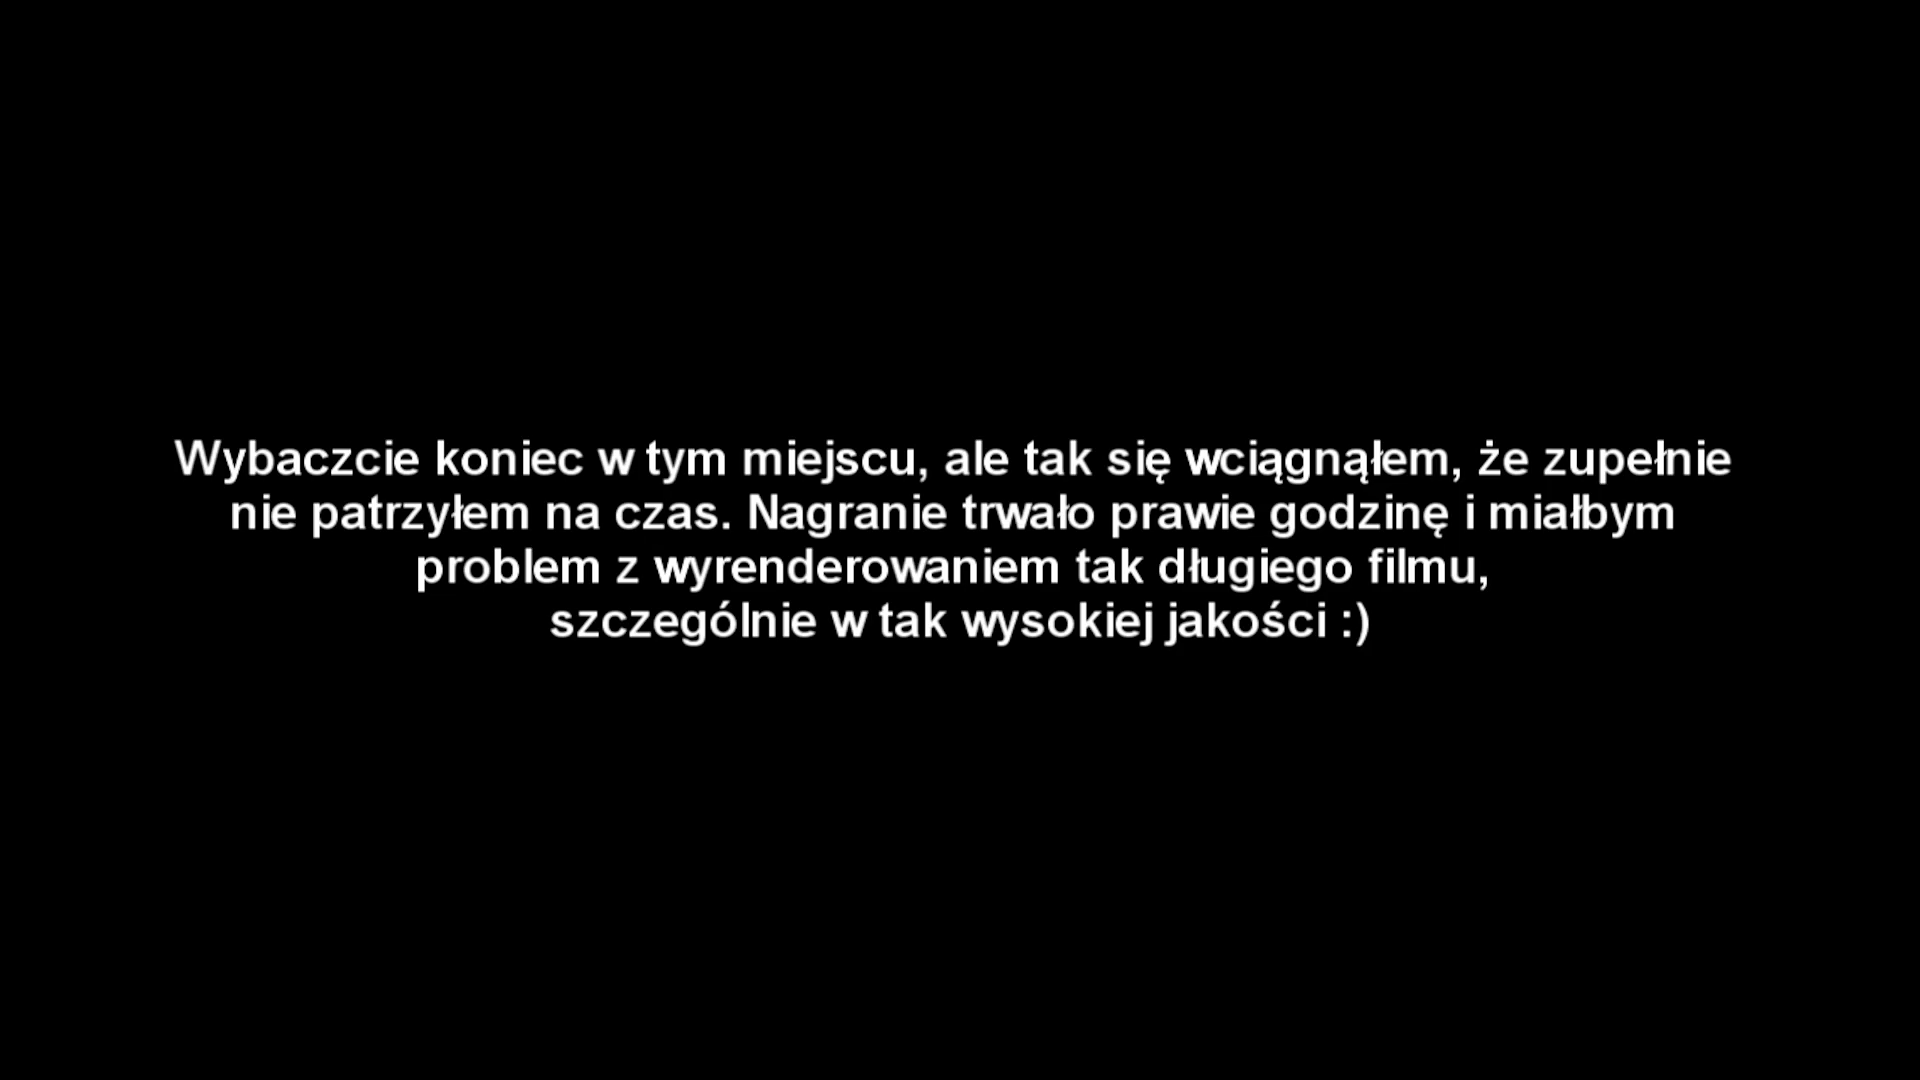 Wybaczcie koniec w tym miejscu, ale tak się wciągnąłem, że zupełnie
nie patrzyłem na czas. Nagranie trwało prawie godzinę i miałbym
problem z wyrenderowaniem tak długiego filmu,
szczególnie w tak wysokiej jakości :)